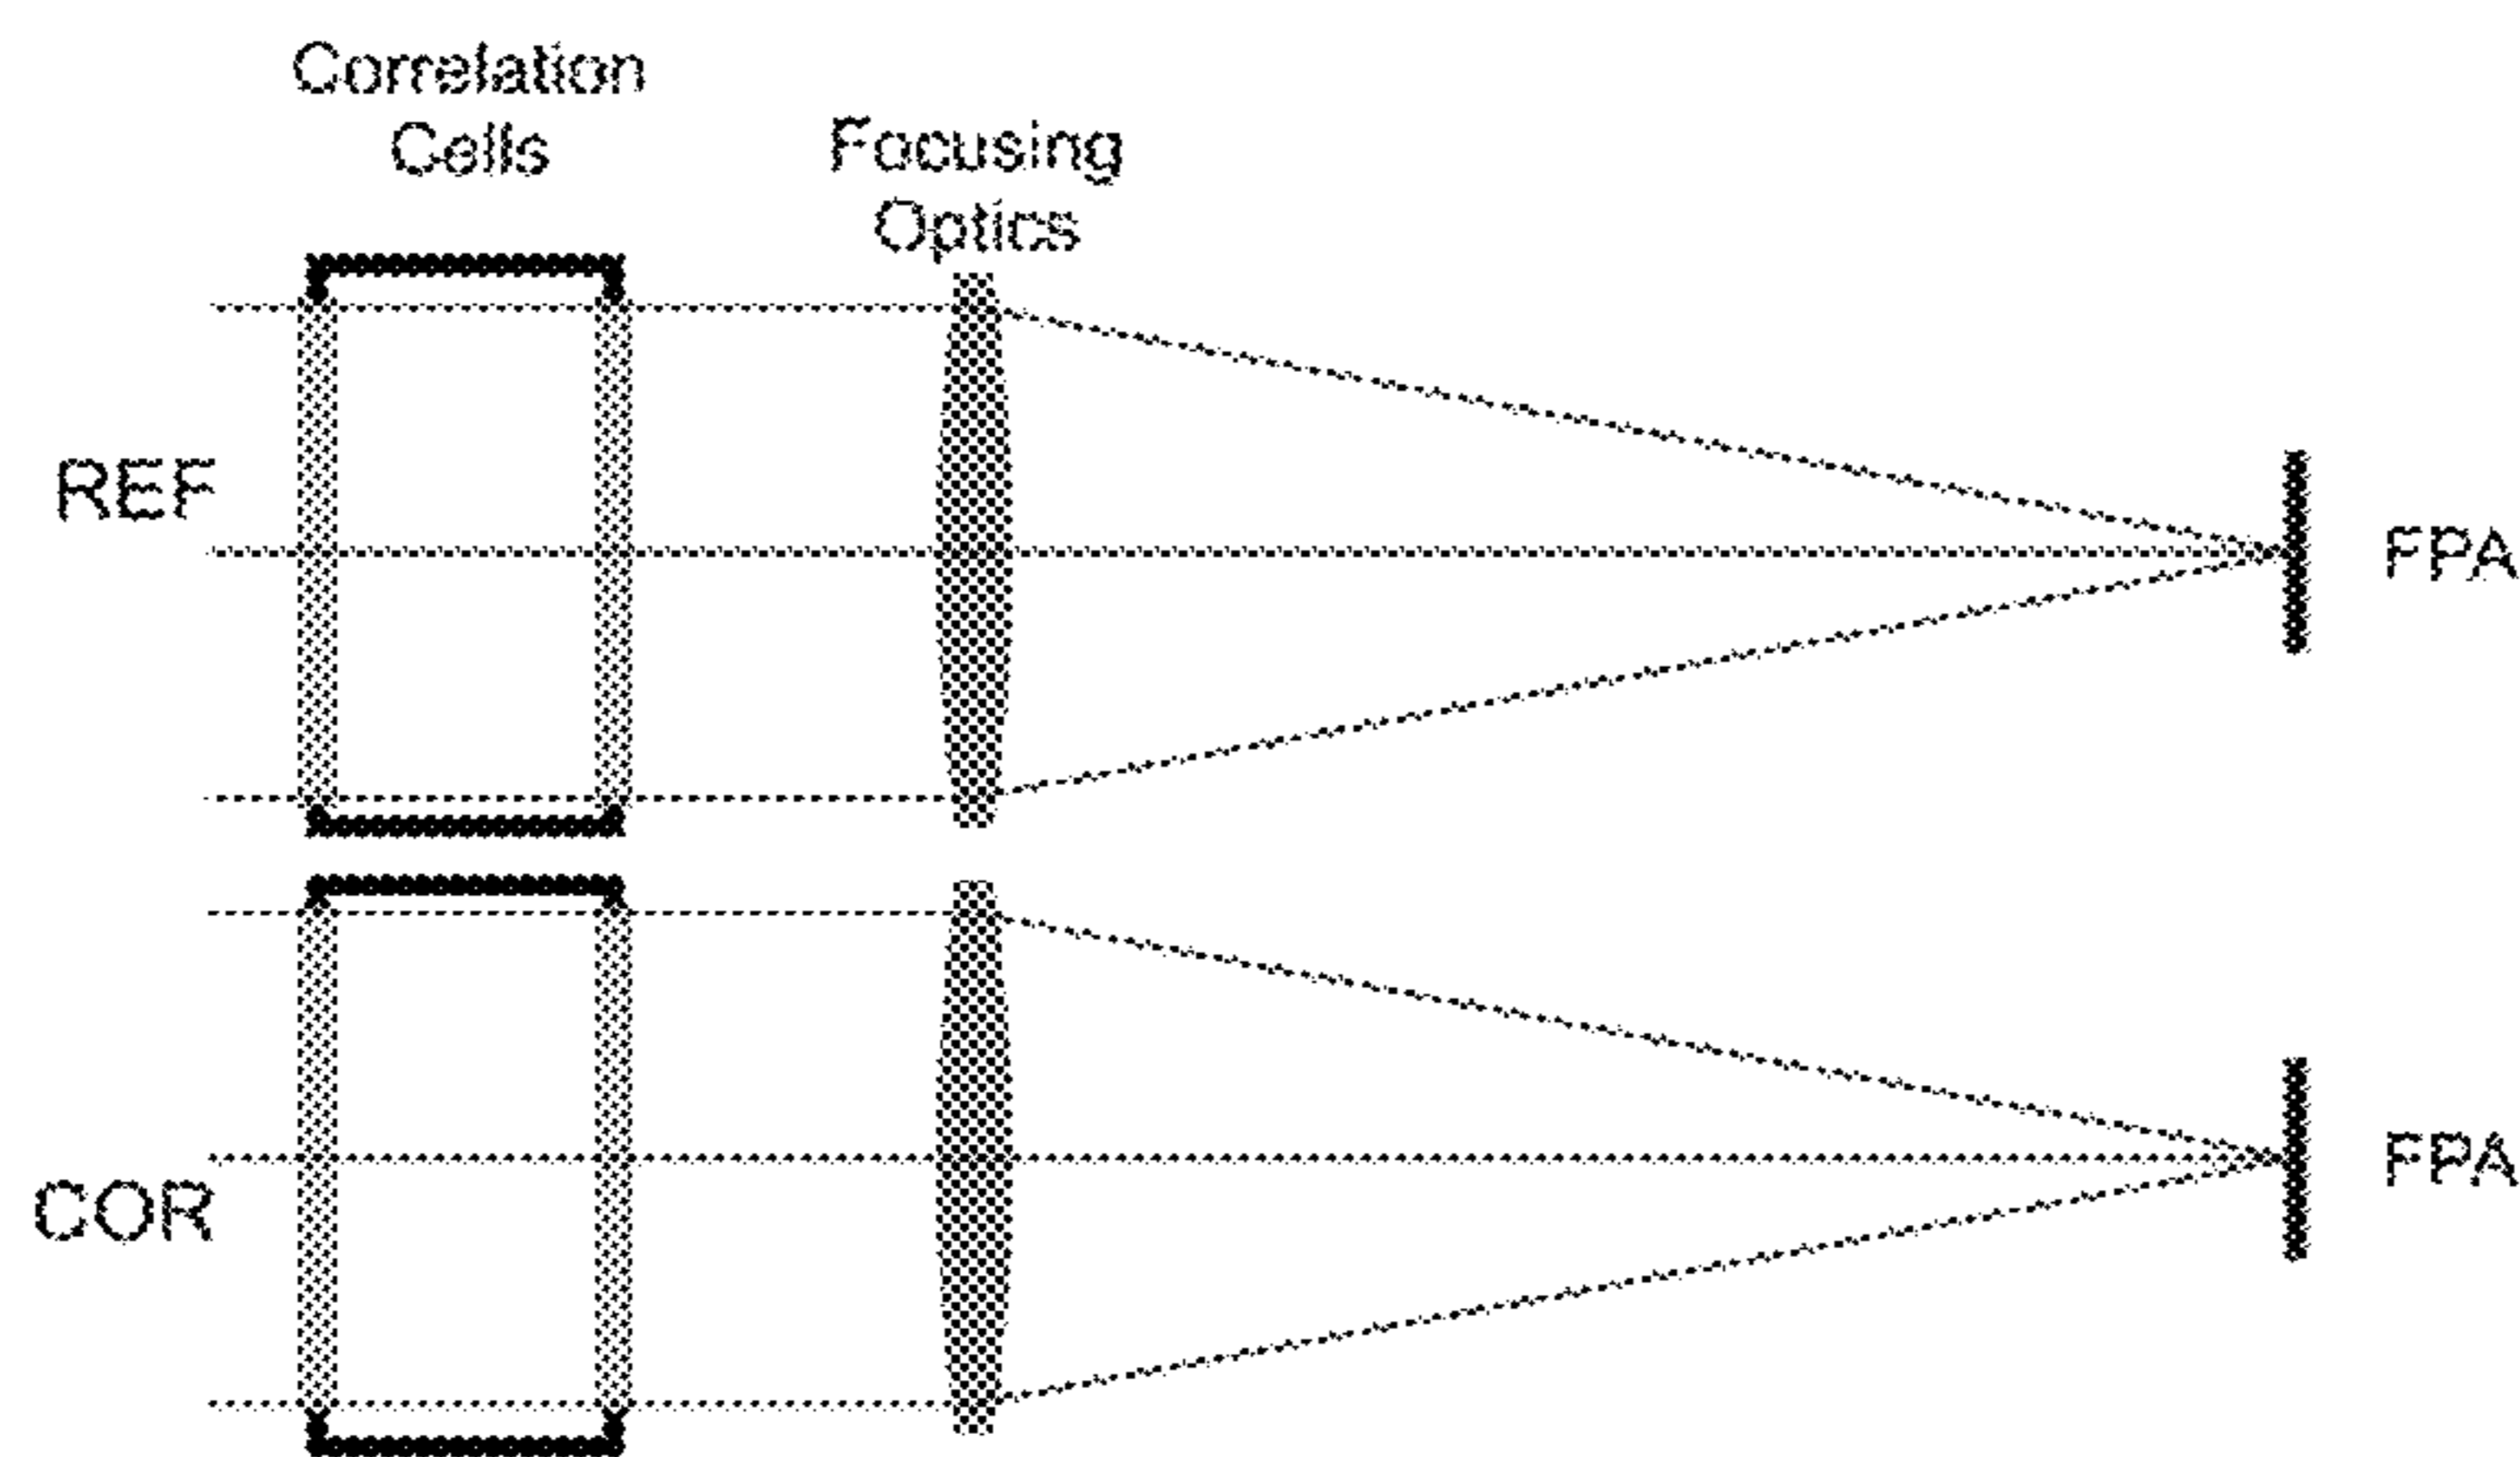 Correlation
Cells
Focusing
Optics
REF
FPA
COR
FPA